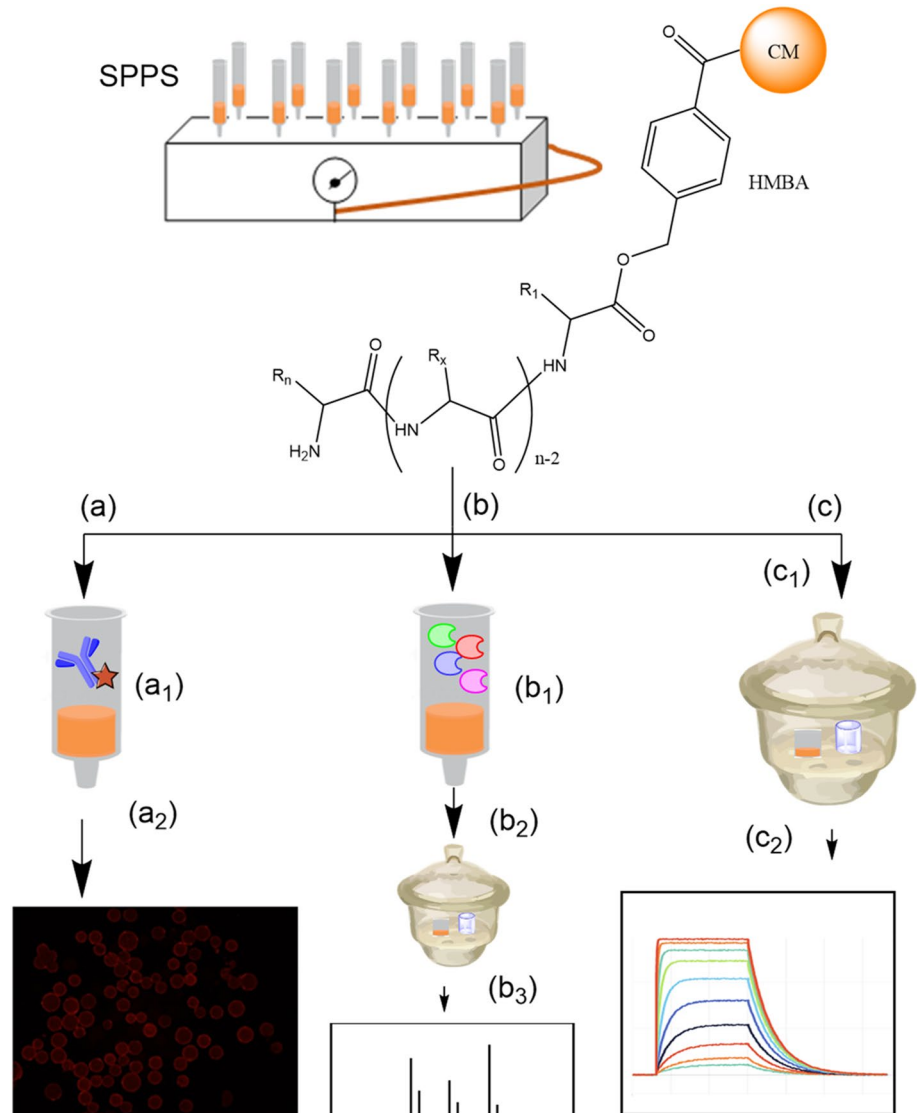 SPPS
O
CM
HMBA
O
R₁
O
HN
O
Rₙ
Rₓ
HN
O
H₂N
n-2
(a)
(b)
(c)
(c₁)
(a₁)
(b₁)
(a₂)
(b₂)
(c₂)
(b₃)